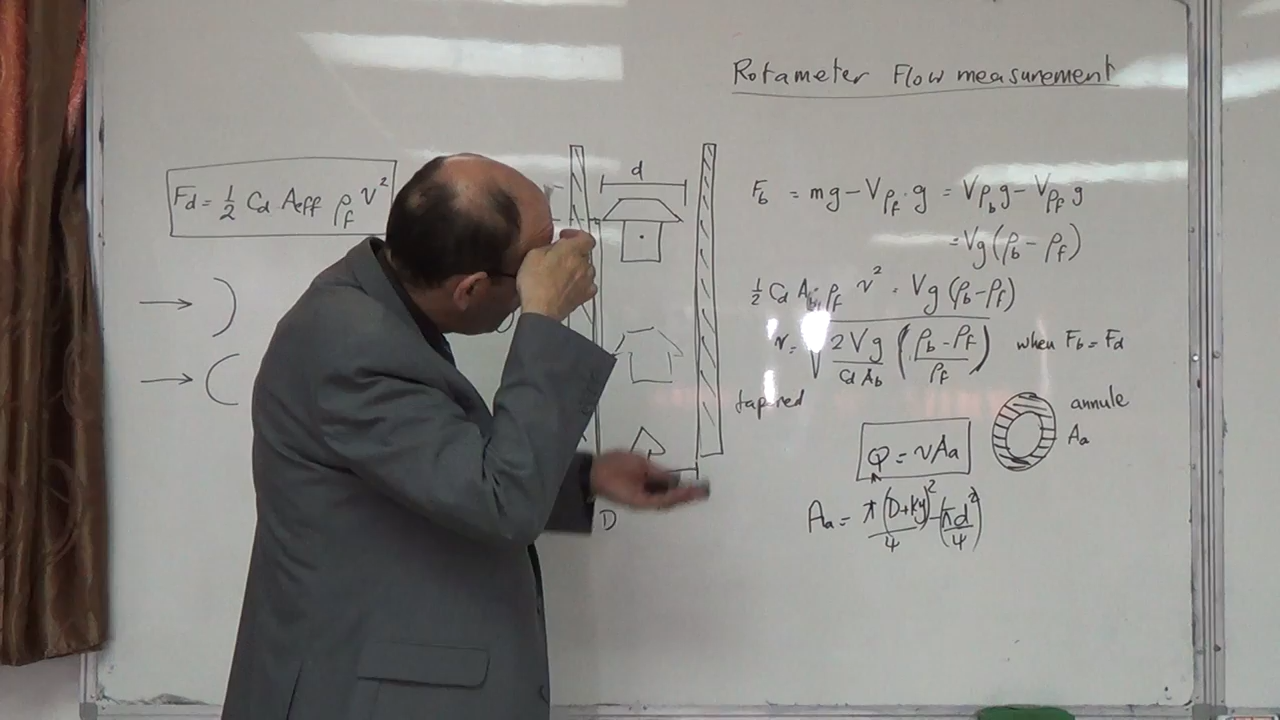 Rotameter Flow measurement
Fd = 1/2 Cd Aeff ρf v²
d
Fb = mg - Vρf·g = Vρb g - Vρf g
= Vg(ρb - ρf)
1/2 Cd Ab ρf v² = Vg(ρb - ρf)
v = √(2Vg/(Cd Ab) ((ρb - ρf)/ρf)) when Fb = Fd
tapered
annule
Aa
Q = vAa
D
Aa = π(D+ky)²/4 - (πd²/4)